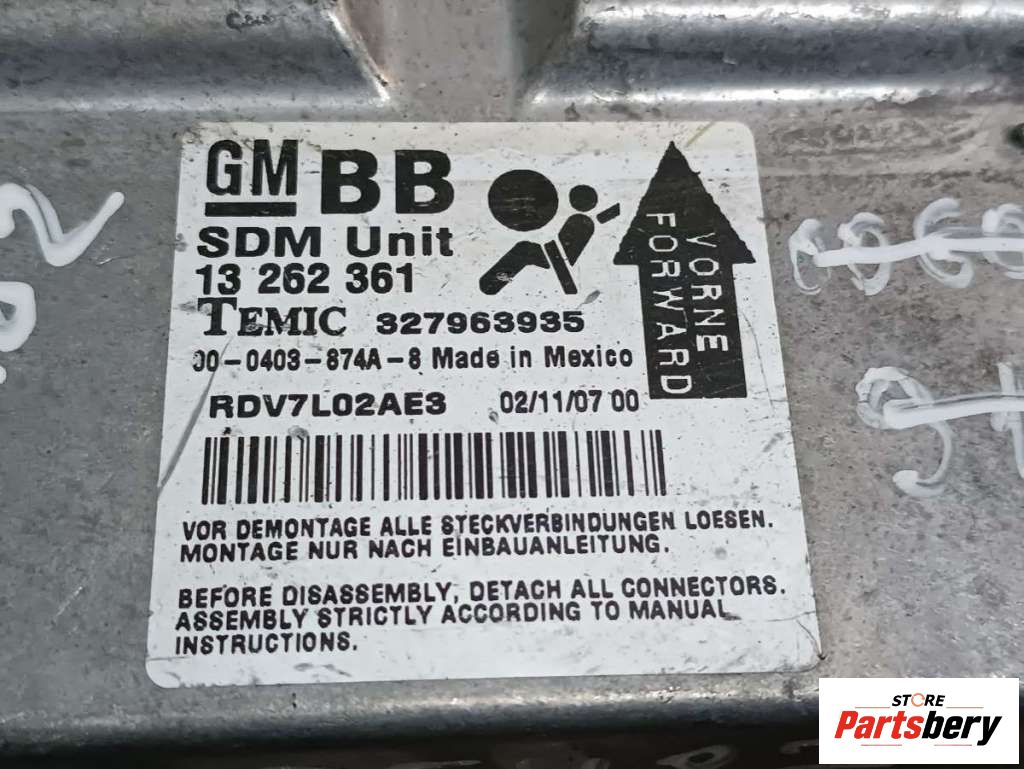 GM BB
SDM Unit
13 262 361
TEMIC 327963935
00-0403-874A-8 Made in Mexico
RDV7L02AE3 02/11/07 00
VORNE
FORWARD
VOR DEMONTAGE ALLE STECKVERBINDUNGEN LOESEN.
MONTAGE NUR NACH EINBAUANLEITUNG.
BEFORE DISASSEMBLY, DETACH ALL CONNECTORS.
ASSEMBLY STRICTLY ACCORDING TO MANUAL
INSTRUCTIONS.
STORE
Partsbery